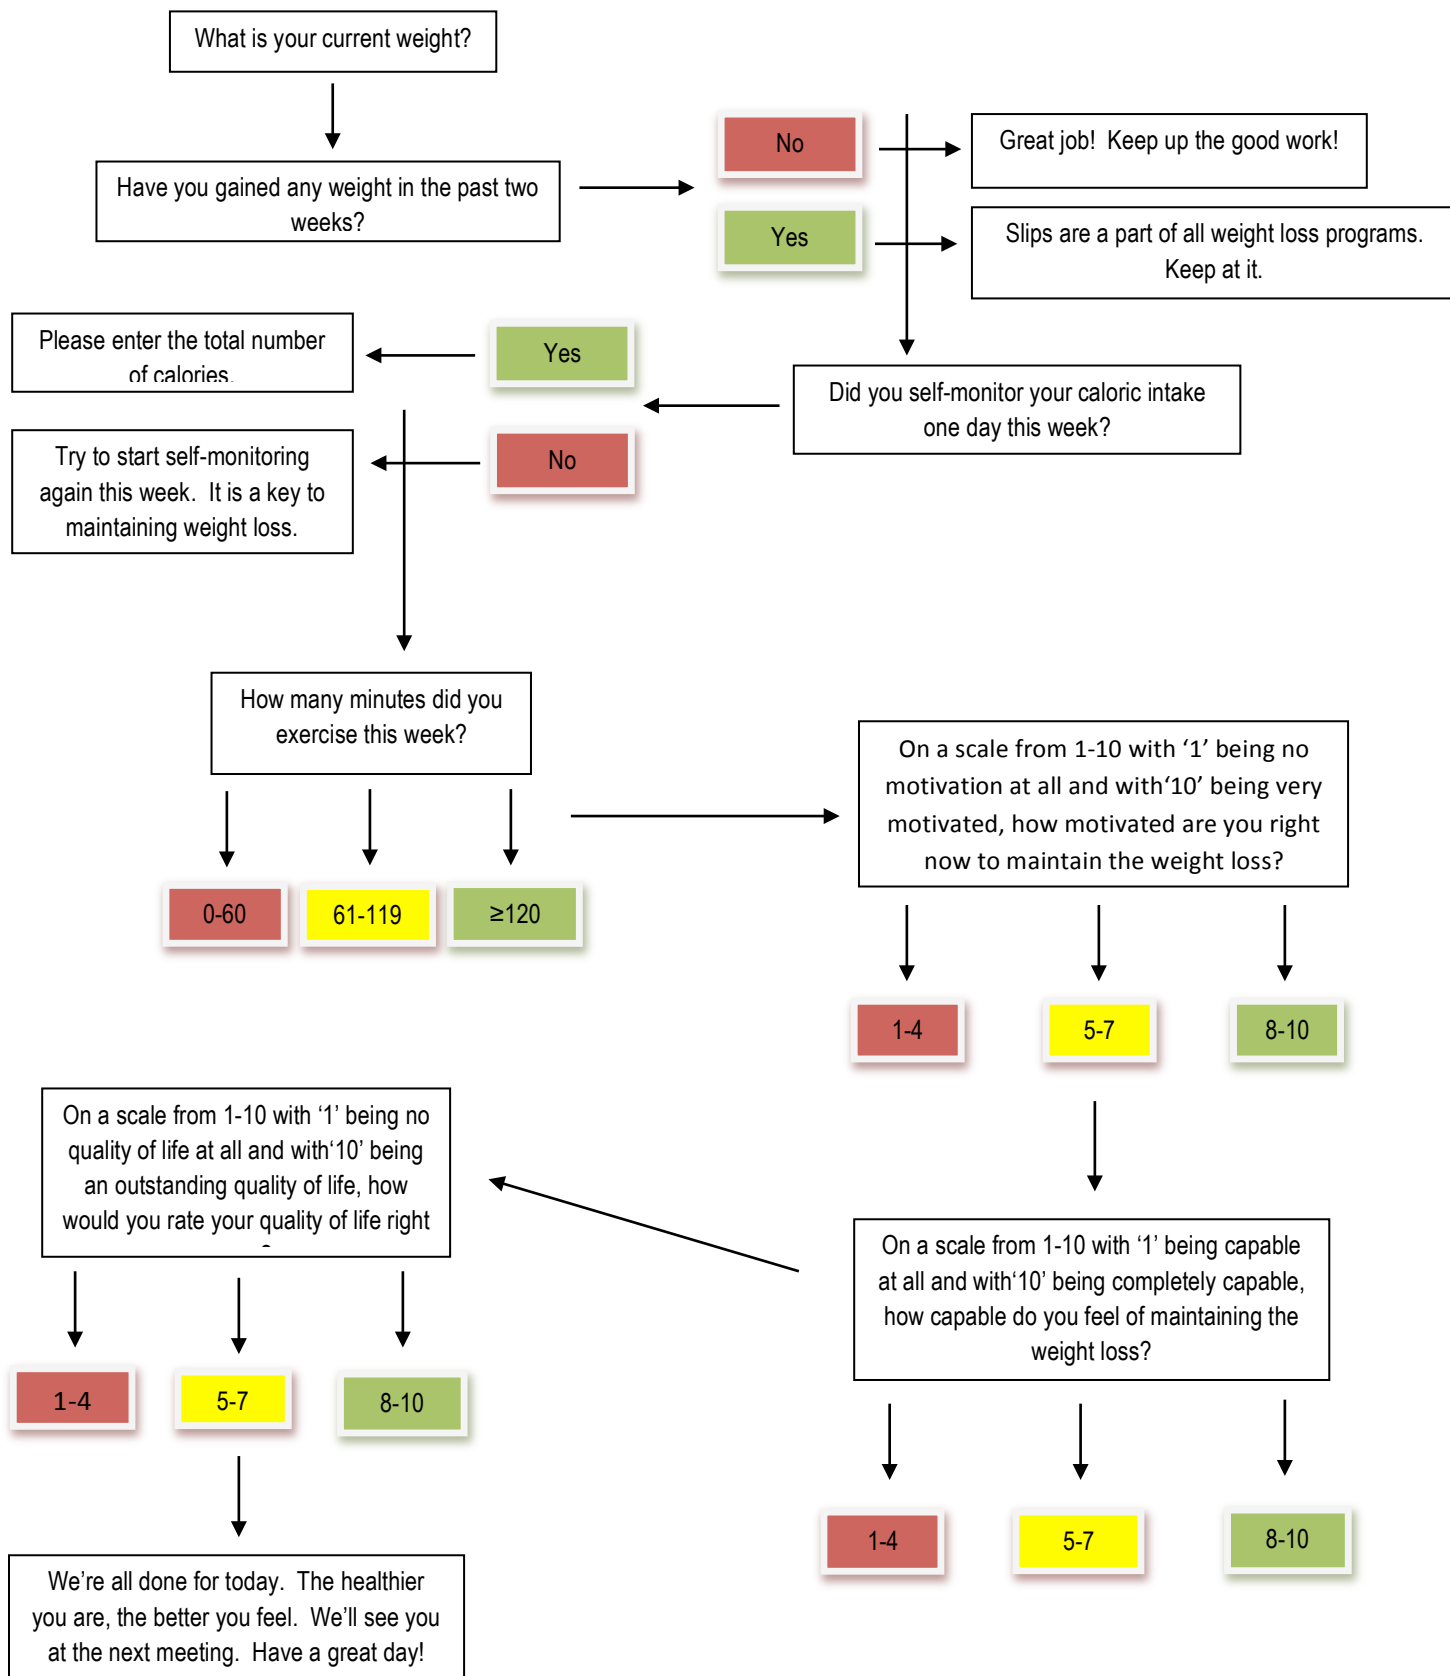 What is your current weight?
Have you gained any weight in the past two
weeks?
No
Great job!  Keep up the good work!
Yes
Slips are a part of all weight loss programs.
Keep at it.
Did you self-monitor your caloric intake
one day this week?
Yes
Please enter the total number
of calories.
No
Try to start self-monitoring
again this week.  It is a key to
maintaining weight loss.
How many minutes did you
exercise this week?
0-60
61-119
≥120
On a scale from 1-10 with ‘1’ being no
motivation at all and with‘10’ being very
motivated, how motivated are you right
now to maintain the weight loss?
1-4
5-7
8-10
On a scale from 1-10 with ‘1’ being capable
at all and with‘10’ being completely capable,
how capable do you feel of maintaining the
weight loss?
1-4
5-7
8-10
On a scale from 1-10 with ‘1’ being no
quality of life at all and with‘10’ being
an outstanding quality of life, how
would you rate your quality of life right
1-4
5-7
8-10
We’re all done for today.  The healthier
you are, the better you feel.  We’ll see you
at the next meeting.  Have a great day!